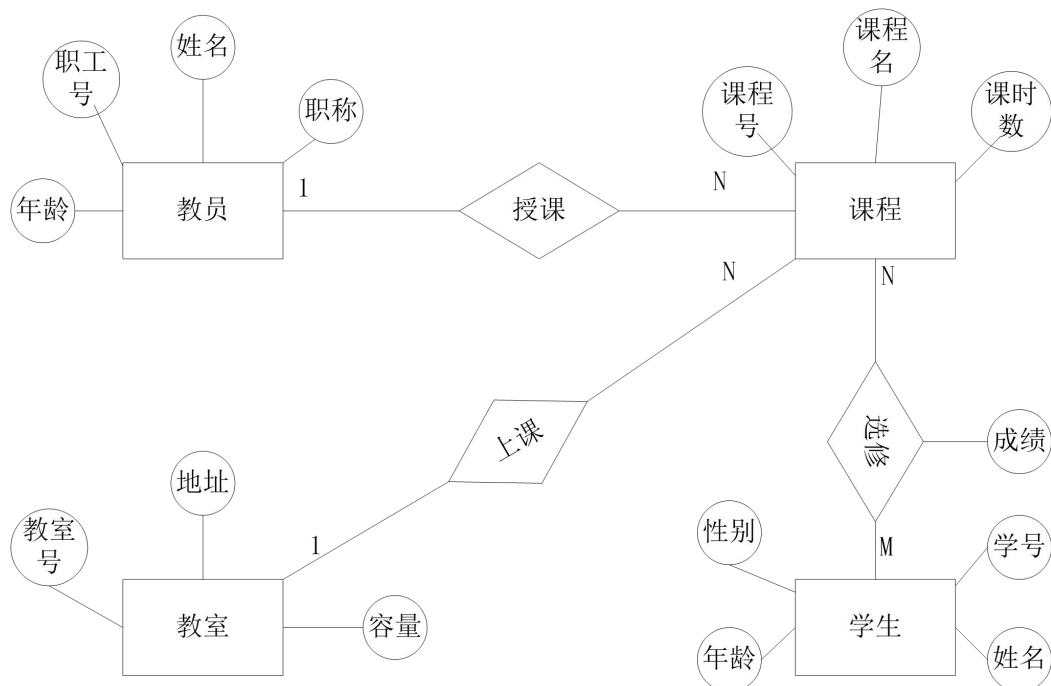 姓名
职工
号
职称
年龄
教员
1
授课
N
课程
名
课程
号
课时
数
课程
N
N
上课
选修
成绩
地址
教室
号
1
教室
容量
性别
M
学号
年龄
学生
姓名